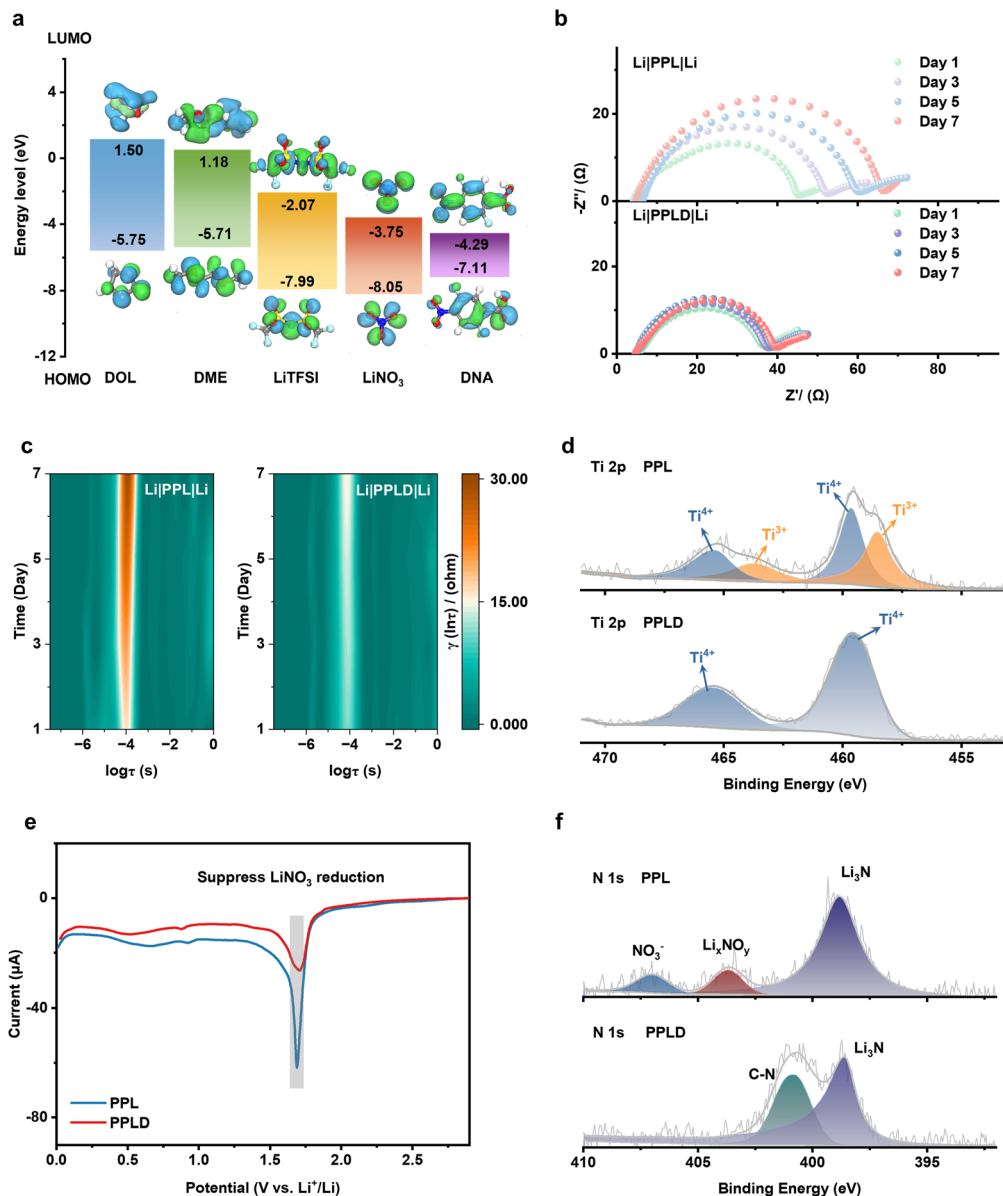 a
LUMO
Energy level (eV)
4
0
-4
-8
-12
HOMO
1.50
-5.75
1.18
-5.71
-2.07
-7.99
-3.75
-8.05
-4.29
-7.11
DOL
DME
LiTFSI
LiNO₃
DNA
b
Li|PPL|Li
Day 1
Day 3
Day 5
Day 7
-Z''/ (Ω)
20
0
Li|PPLD|Li
Day 1
Day 3
Day 5
Day 7
20
0
0 20 40 60 80
Z'/ (Ω)
c
Time (Day)
7
5
3
1
Li|PPL|Li
-6 -4 -2 0
logτ (s)
Time (Day)
7
5
3
1
Li|PPLD|Li
-6 -4 -2 0
logτ (s)
30.00
15.00
0.000
γ (lnτ) / (ohm)
d
Ti 2p PPL
Ti⁴⁺
Ti³⁺
Ti⁴⁺
Ti³⁺
Ti 2p PPLD
Ti⁴⁺
Ti⁴⁺
470 465 460 455
Binding Energy (eV)
e
Suppress LiNO₃ reduction
Current (μA)
0
-40
-80
PPL
PPLD
0.0 0.5 1.0 1.5 2.0 2.5
Potential (V vs. Li⁺/Li)
f
N 1s PPL
NO₃⁻
LiₓNOᵧ
Li₃N
N 1s PPLD
C-N
Li₃N
410 405 400 395
Binding Energy (eV)